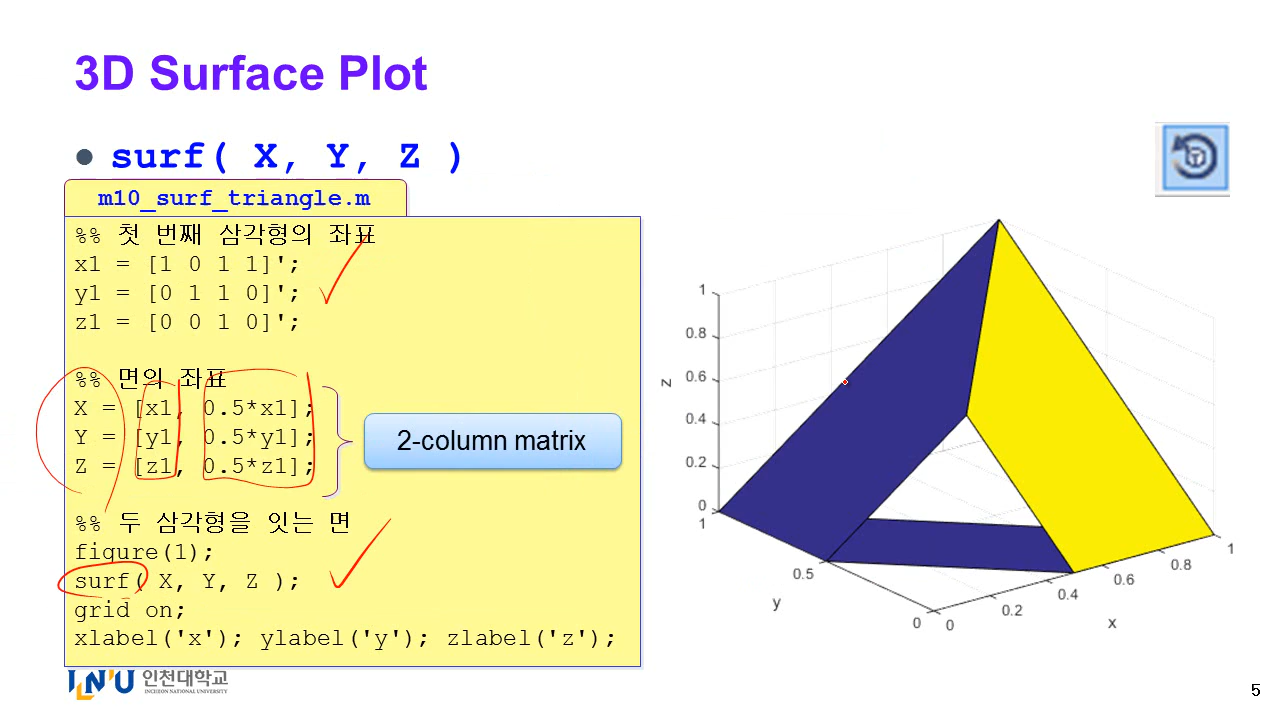 3D Surface Plot
● surf( X, Y, Z )
m10_surf_triangle.m
%% 첫 번째 삼각형의 좌표
x1 = [1 0 1 1]';
y1 = [0 1 1 0]';
z1 = [0 0 1 0]';
%% 면의 좌표
X = [x1, 0.5*x1];
Y = [y1, 0.5*y1];
Z = [z1, 0.5*z1];
2-column matrix
%% 두 삼각형을 잇는 면
figure(1);
surf( X, Y, Z );
grid on;
xlabel('x'); ylabel('y'); zlabel('z');
1
0.8
0.6
0.4
0.2
0
z
1
0.5
0
y
0
0.2
0.4
0.6
0.8
1
x
INU 인천대학교
INCHEON NATIONAL UNIVERSITY
5